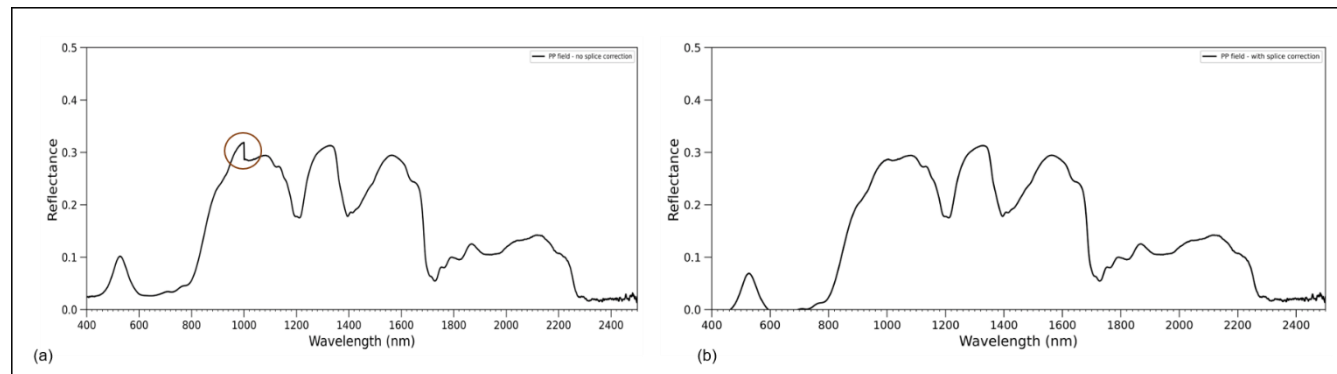 0.5
0.4
0.3
0.2
0.1
0.0
Reflectance
400 600 800 1000 1200 1400 1600 1800 2000 2200 2400
Wavelength (nm)
PP field - no splice correction
(a)
0.5
0.4
0.3
0.2
0.1
0.0
Reflectance
400 600 800 1000 1200 1400 1600 1800 2000 2200 2400
Wavelength (nm)
PP field - with splice correction
(b)